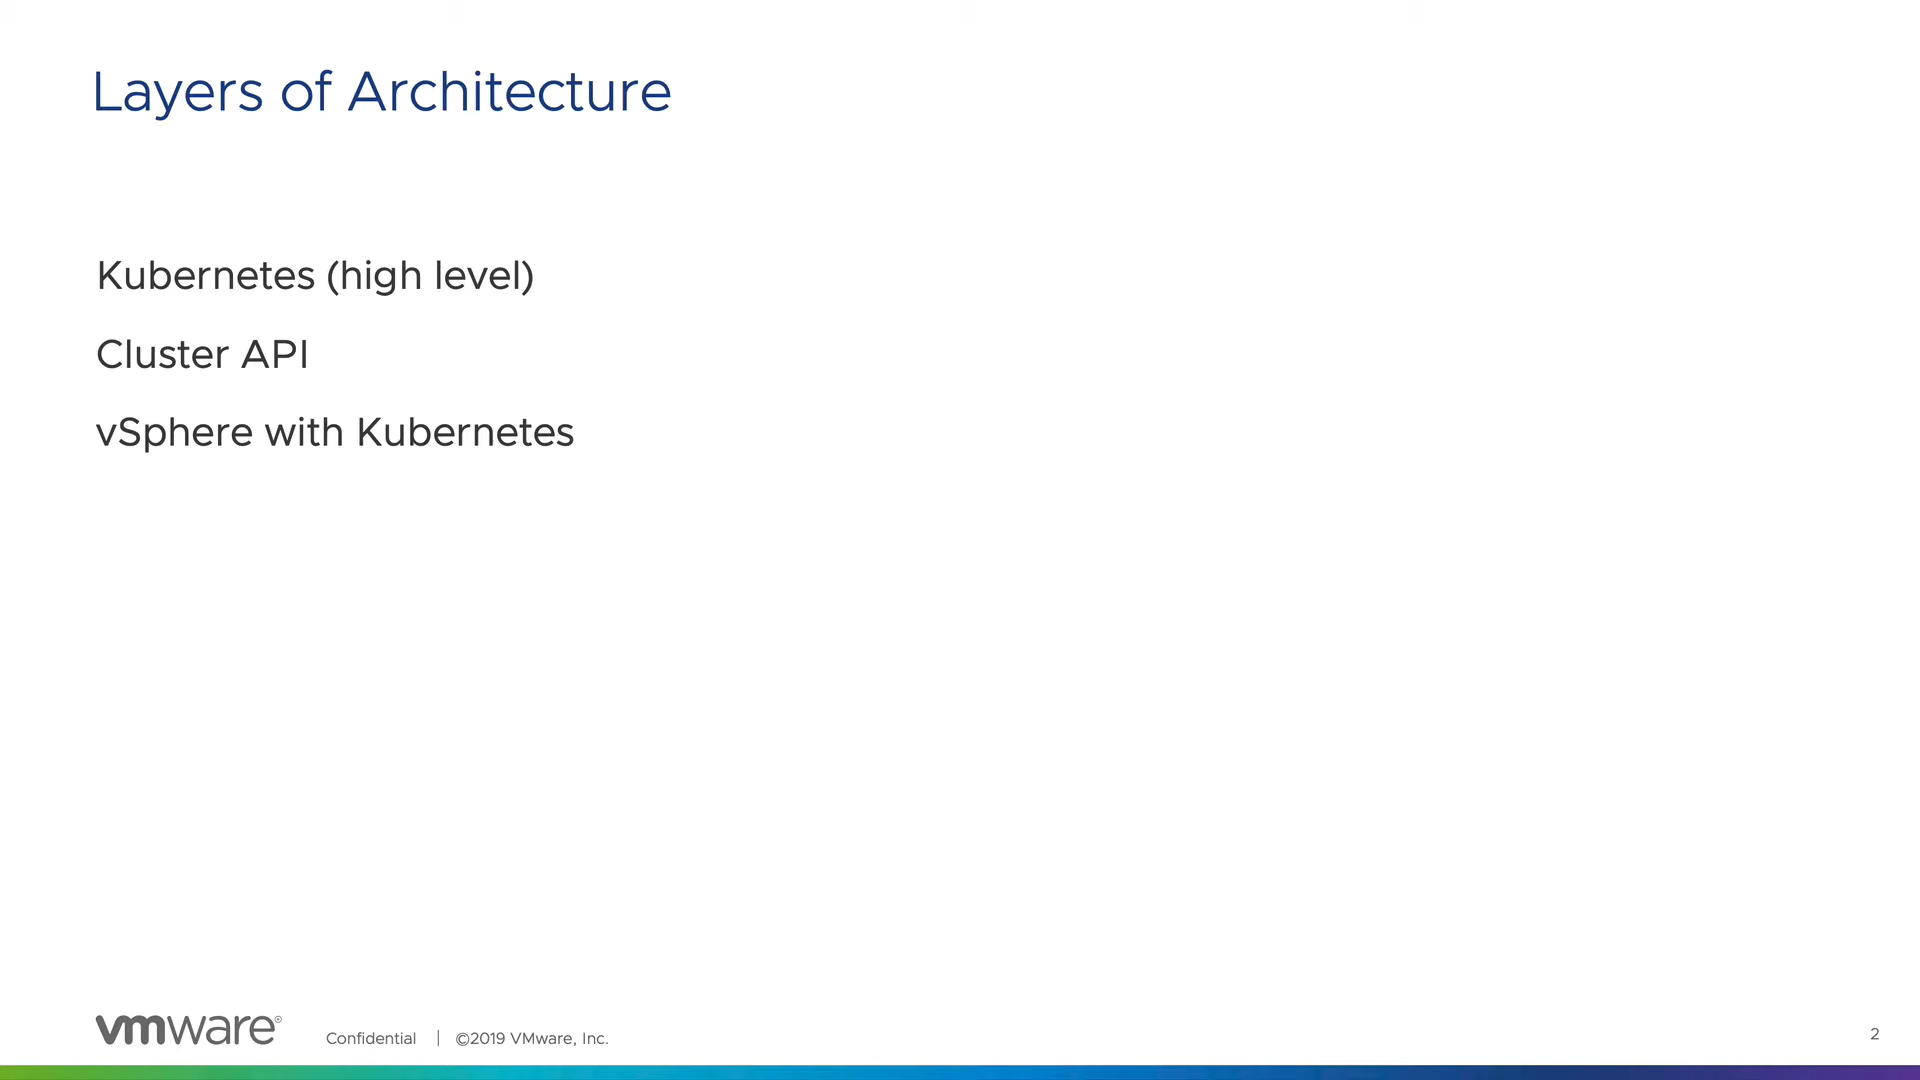 Layers of Architecture
Kubernetes (high level)
Cluster API
vSphere with Kubernetes
vmware®
Confidential | ©2019 VMware, Inc.
2